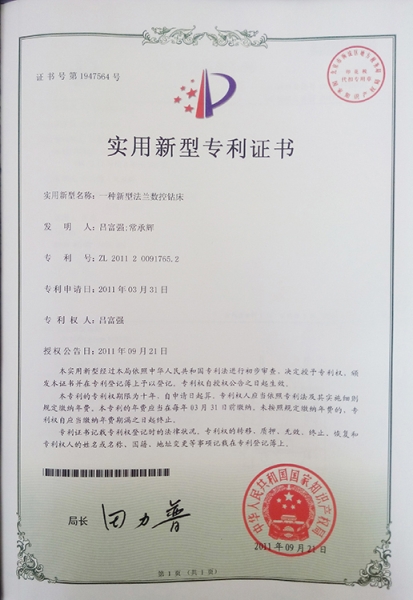 证书号第1947564号
实用新型专利证书
实用新型名称：一种新型法兰数控钻床
发 明 人：吕富强;常承辉
专 利 号：ZL 2011 2 0091765.2
专利申请日：2011年03月31日
专 利 权 人：吕富强
授权公告日：2011年09月21日
本实用新型经过本局依照中华人民共和国专利法进行初步审查，决定授予专利权，颁
发本证书并在专利登记簿上予以登记。专利权自授权公告之日起生效。
本专利的专利权期限为十年，自申请日起算。专利权人应当依照专利法及其实施细则
规定缴纳年费。本专利的年费应当在每年03月31日前缴纳。未按照规定缴纳年费的，专利
权自应当缴纳年费期满之日起终止。
专利证书记载专利权登记时的法律状况。专利权的转移、质押、无效、终止、恢复和
专利权人的姓名或名称、国籍、地址变更等事项记载在专利登记簿上。
局长 田力普
中华人民共和国国家知识产权局
2011年09月21日
第1页（共1页）